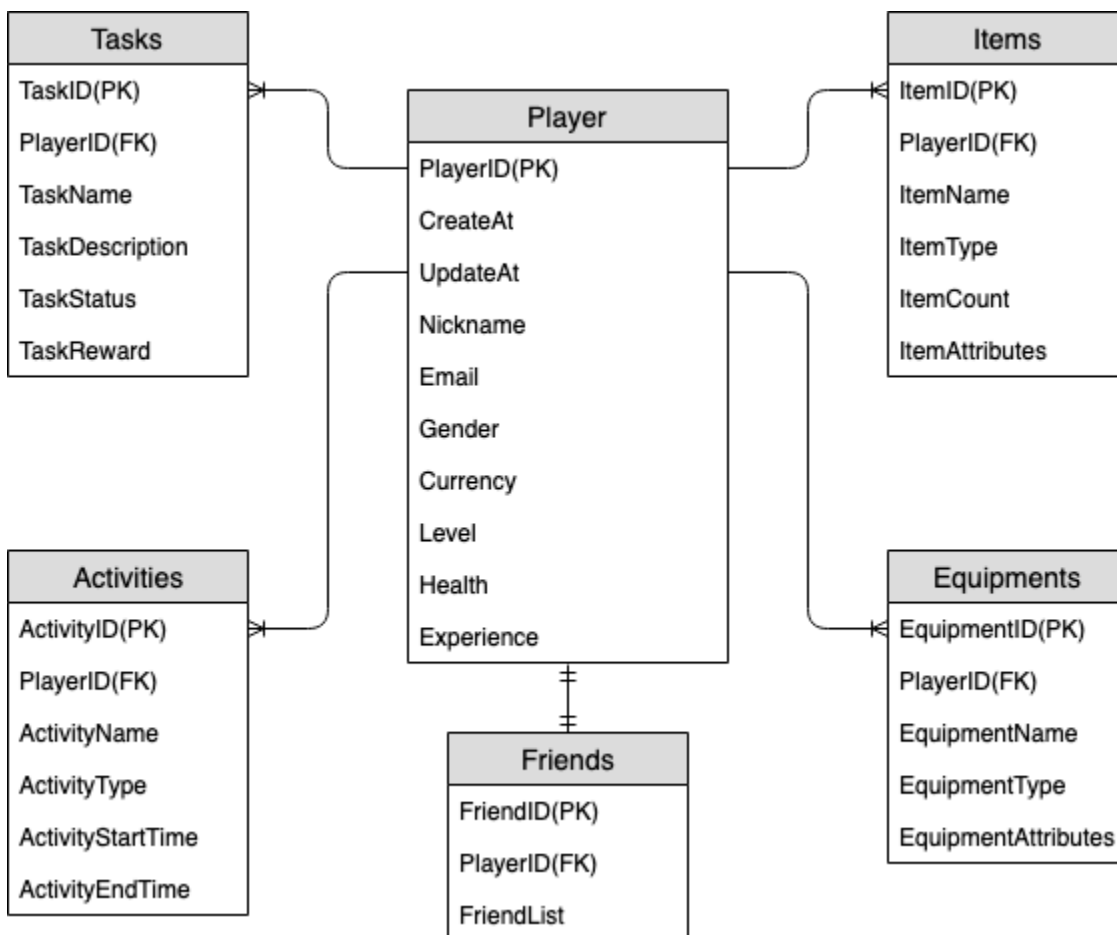 Tasks
TaskID(PK)
PlayerID(FK)
TaskName
TaskDescription
TaskStatus
TaskReward
Player
PlayerID(PK)
CreateAt
UpdateAt
Nickname
Email
Gender
Currency
Level
Health
Experience
Items
ItemID(PK)
PlayerID(FK)
ItemName
ItemType
ItemCount
ItemAttributes
Activities
ActivityID(PK)
PlayerID(FK)
ActivityName
ActivityType
ActivityStartTime
ActivityEndTime
Friends
FriendID(PK)
PlayerID(FK)
FriendList
Equipments
EquipmentID(PK)
PlayerID(FK)
EquipmentName
EquipmentType
EquipmentAttributes